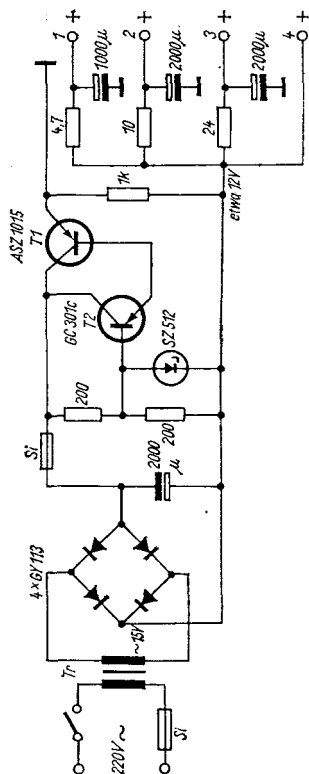 220V ~
Si
Tr
~15V
4×GY113
Si
2000
µ
200
200
GC301c
T2
SZ512
ASZ1015
T1
1k
etwa 12V
4,7
1000µ
1
+
10
2000µ
2
+
24
2000µ
3
+
4
+